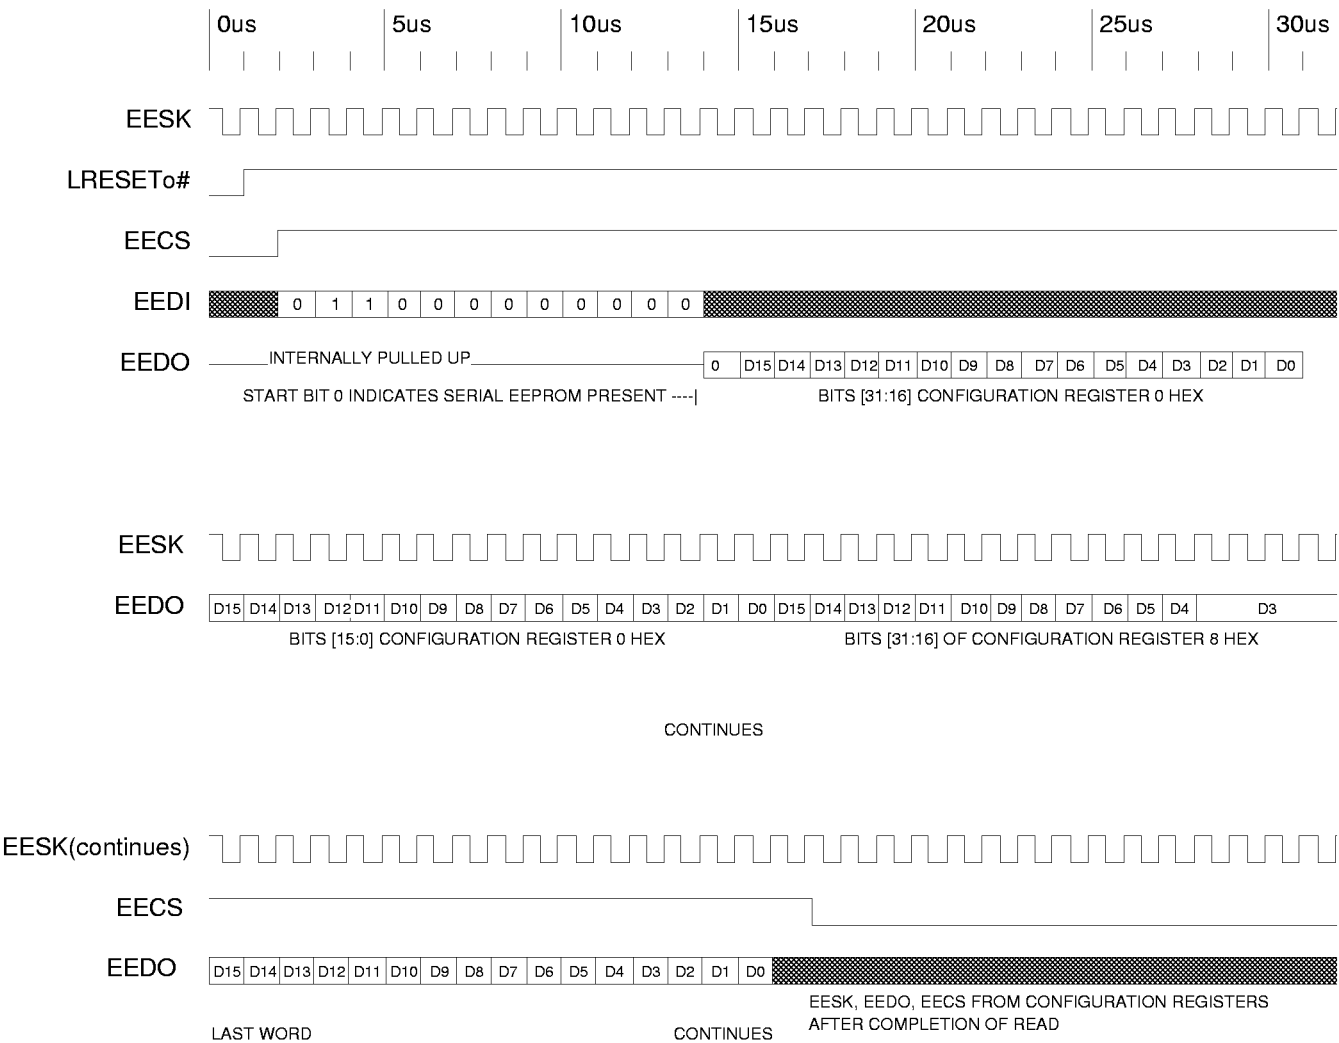 0us 5us 10us 15us 20us 25us 30us
EESK
LRESETo#
EECS
EEDI 0 1 1 0 0 0 0 0 0 0 0 0
EEDO INTERNALLY PULLED UP 0 D15 D14 D13 D12 D11 D10 D9 D8 D7 D6 D5 D4 D3 D2 D1 D0
START BIT 0 INDICATES SERIAL EEPROM PRESENT ----| BITS [31:16] CONFIGURATION REGISTER 0 HEX
EESK
EEDO D15 D14 D13 D12 D11 D10 D9 D8 D7 D6 D5 D4 D3 D2 D1 D0 D15 D14 D13 D12 D11 D10 D9 D8 D7 D6 D5 D4 D3
BITS [15:0] CONFIGURATION REGISTER 0 HEX BITS [31:16] OF CONFIGURATION REGISTER 8 HEX
CONTINUES
EESK(continues)
EECS
EEDO D15 D14 D13 D12 D11 D10 D9 D8 D7 D6 D5 D4 D3 D2 D1 D0
EESK, EEDO, EECS FROM CONFIGURATION REGISTERS
AFTER COMPLETION OF READ
LAST WORD CONTINUES